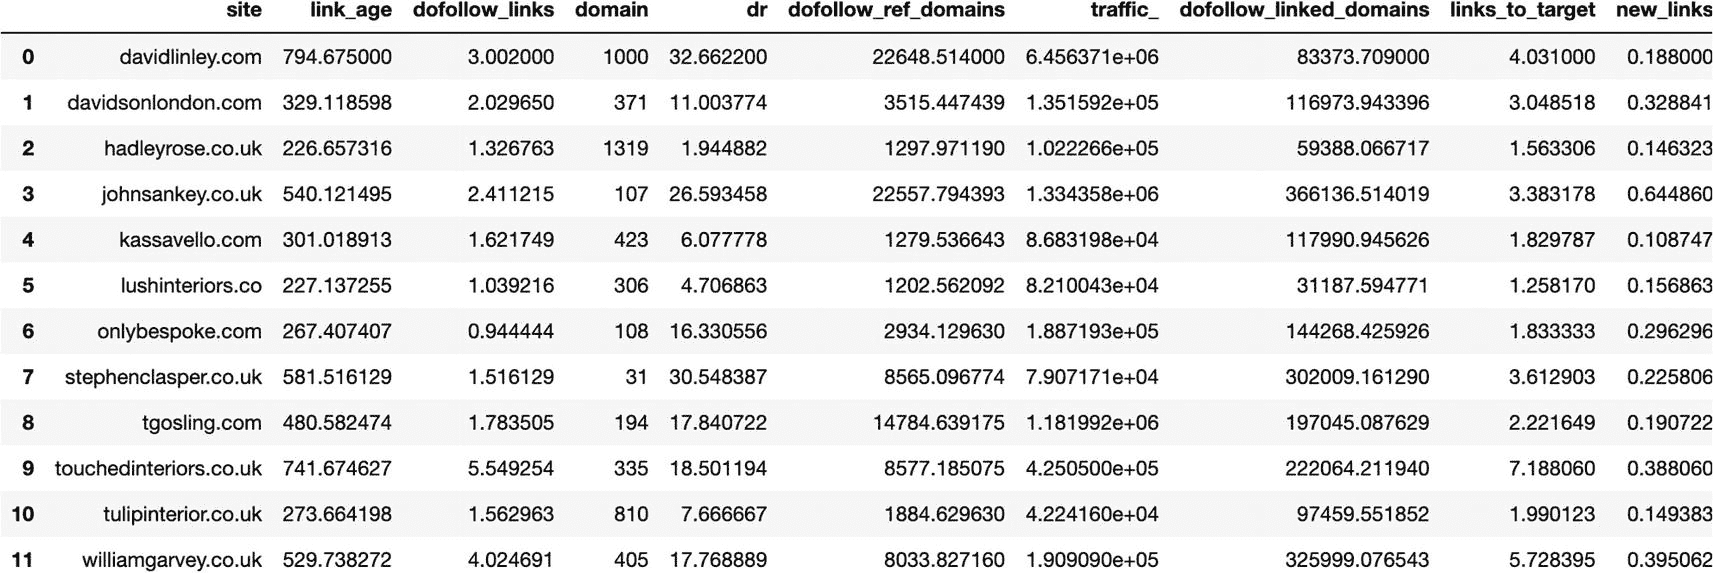 site link_age dofollow_links domain dr dofollow_ref_domains traffic_ dofollow_linked_domains links_to_target new_links
0 davidlinley.com 794.675000 3.002000 1000 32.662200 22648.514000 6.456371e+06 83373.709000 4.031000 0.188000
1 davidsonlondon.com 329.118598 2.029650 371 11.003774 3515.447439 1.351592e+05 116973.943396 3.048518 0.328841
2 hadleyrose.co.uk 226.657316 1.326763 1319 1.944882 1297.971190 1.022266e+05 59388.066717 1.563306 0.146323
3 johnsankey.co.uk 540.121495 2.411215 107 26.593458 22557.794393 1.334358e+06 366136.514019 3.383178 0.644860
4 kassavello.com 301.018913 1.621749 423 6.077778 1279.536643 8.683198e+04 117990.945626 1.829787 0.108747
5 lushinteriors.co 227.137255 1.039216 306 4.706863 1202.562092 8.210043e+04 31187.594771 1.258170 0.156863
6 onlybespoke.com 267.407407 0.944444 108 16.330556 2934.129630 1.887193e+05 144268.425926 1.833333 0.296296
7 stephenclasper.co.uk 581.516129 1.516129 31 30.548387 8565.096774 7.907171e+04 302009.161290 3.612903 0.225806
8 tgosling.com 480.582474 1.783505 194 17.840722 14784.639175 1.181992e+06 197045.087629 2.221649 0.190722
9 touchedinteriors.co.uk 741.674627 5.549254 335 18.501194 8577.185075 4.250500e+05 222064.211940 7.188060 0.388060
10 tulipinterior.co.uk 273.664198 1.562963 810 7.666667 1884.629630 4.224160e+04 97459.551852 1.990123 0.149383
11 williamgarvey.co.uk 529.738272 4.024691 405 17.768889 8033.827160 1.909090e+05 325999.076543 5.728395 0.395062